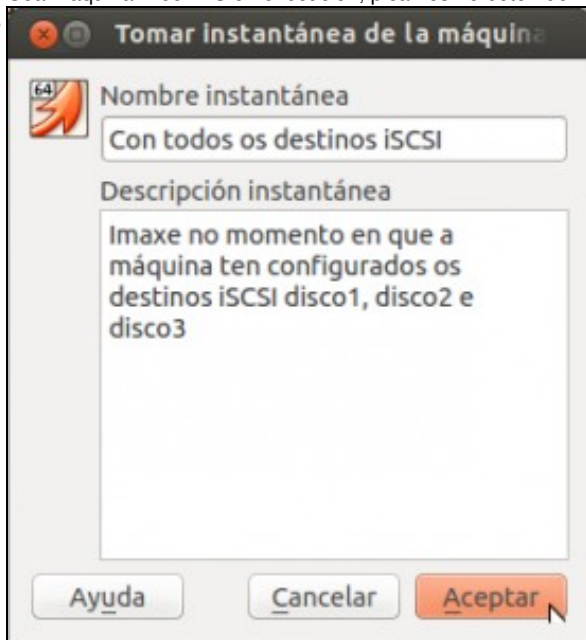 Tomar instantánea de la máquina
64
Nombre instantánea
Con todos os destinos iSCSI
Descripción instantánea
Imaxe no momento en que a
máquina ten configurados os
destinos iSCSI disco1, disco2 e
disco3
Ayuda
Cancelar
Aceptar